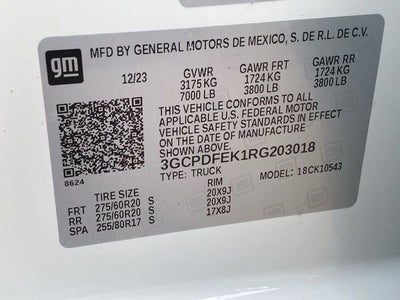 gm
MFD BY GENERAL MOTORS DE MEXICO, S. DE R.L. DE C.V.
12/23 GVWR GAWR FRT GAWR RR
3175 KG 1724 KG 1724 KG
7000 LB 3800 LB 3800 LB
THIS VEHICLE CONFORMS TO ALL
APPLICABLE U.S. FEDERAL MOTOR
VEHICLE SAFETY STANDARDS IN EFFECT
ON THE DATE OF MANUFACTURE SHOWN ABOVE.
3GCPDFEK1RG203018
8624 TYPE: TRUCK MODEL: 18CK10543
TIRE SIZE RIM
FRT 275/60R20 S 20X9J
RR 275/60R20 S 20X9J
SPA 255/80R17 S 17X8J